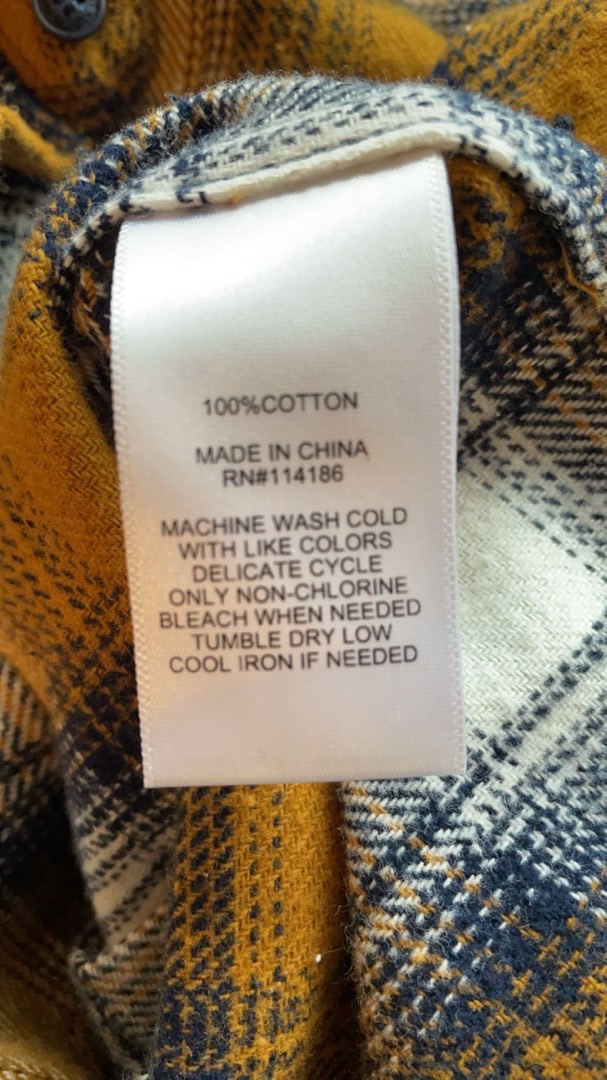 100%COTTON
MADE IN CHINA
RN#114186
MACHINE WASH COLD
WITH LIKE COLORS
DELICATE CYCLE
ONLY NON-CHLORINE
BLEACH WHEN NEEDED
TUMBLE DRY LOW
COOL IRON IF NEEDED